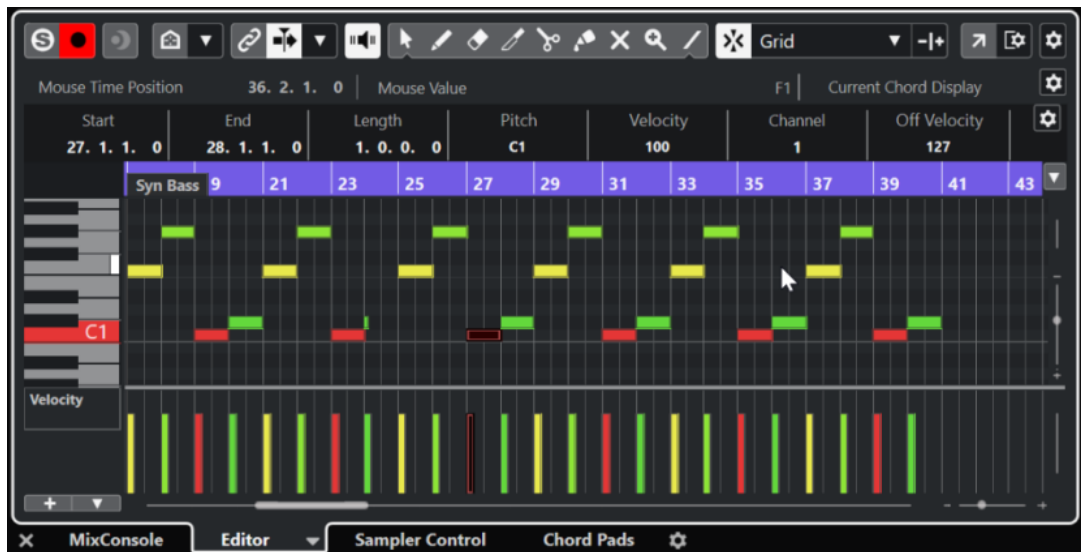 S Grid
Mouse Time Position 36. 2. 1. 0 Mouse Value F1 Current Chord Display
Start End Length Pitch Velocity Channel Off Velocity
27. 1. 1. 0 28. 1. 1. 0 1. 0. 0. 0 C1 100 1 127
Syn Bass 9 21 23 25 27 29 31 33 35 37 39 41 43
C1
Velocity
MixConsole Editor Sampler Control Chord Pads